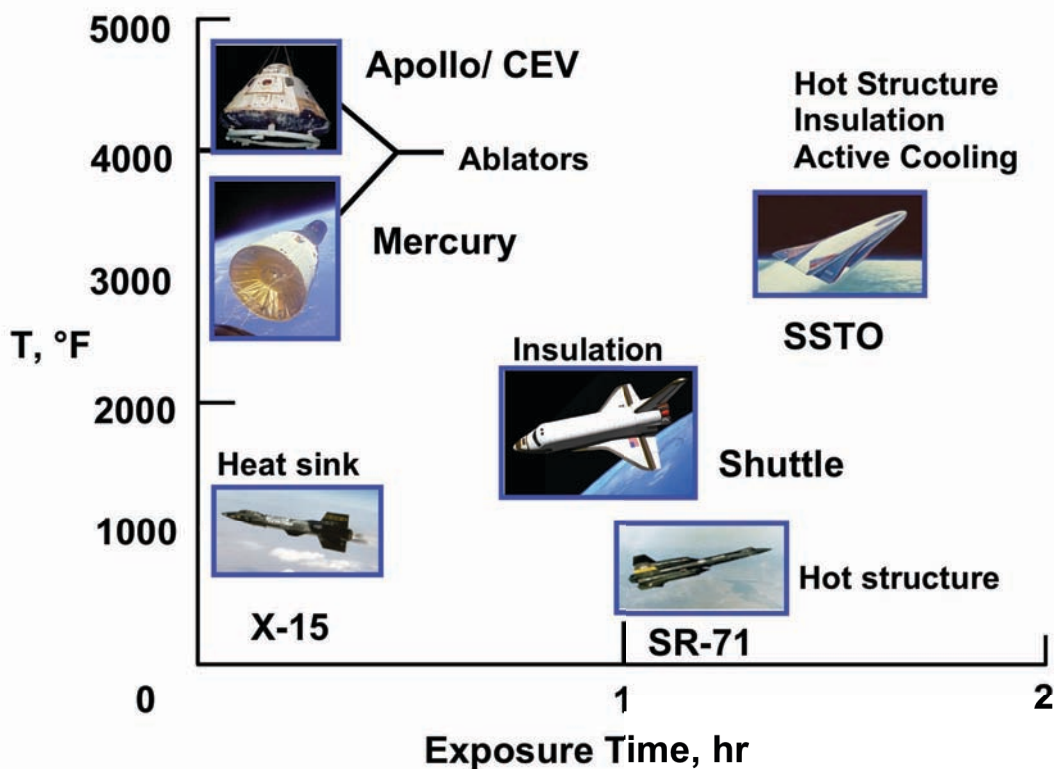 5000
Apollo/ CEV
Hot Structure
Insulation
Active Cooling
4000
Ablators
Mercury
3000
T, °F
SSTO
Insulation
2000
Heat sink
Shuttle
1000
Hot structure
X-15
SR-71
0
1
2
Exposure Time, hr